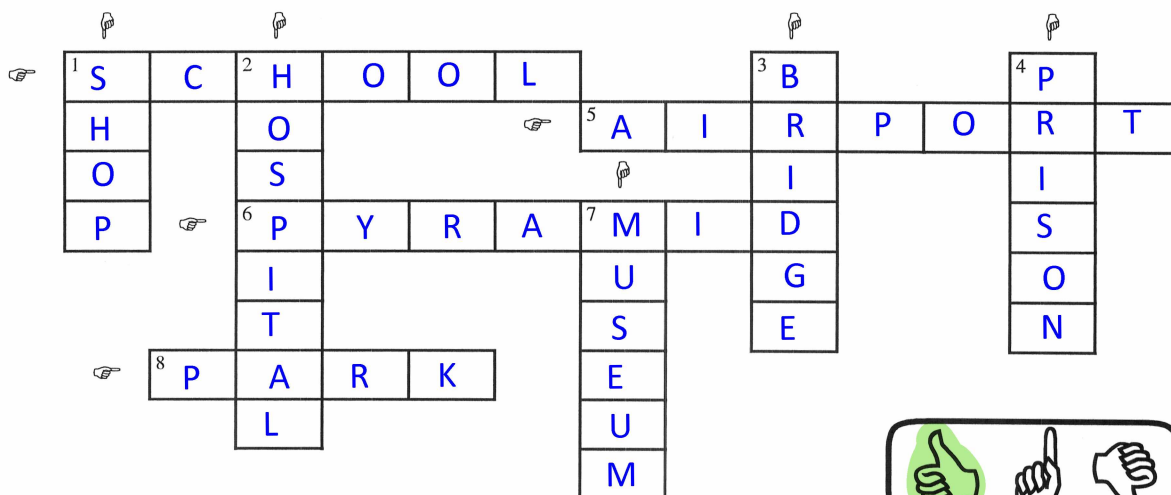 1 S C 2 H O O L 3 B 4 P
H O 5 A I R P O R T
O S I I
P 6 P Y R A 7 M I D S
I U G O
T S E N
8 P A R K E
L U
M